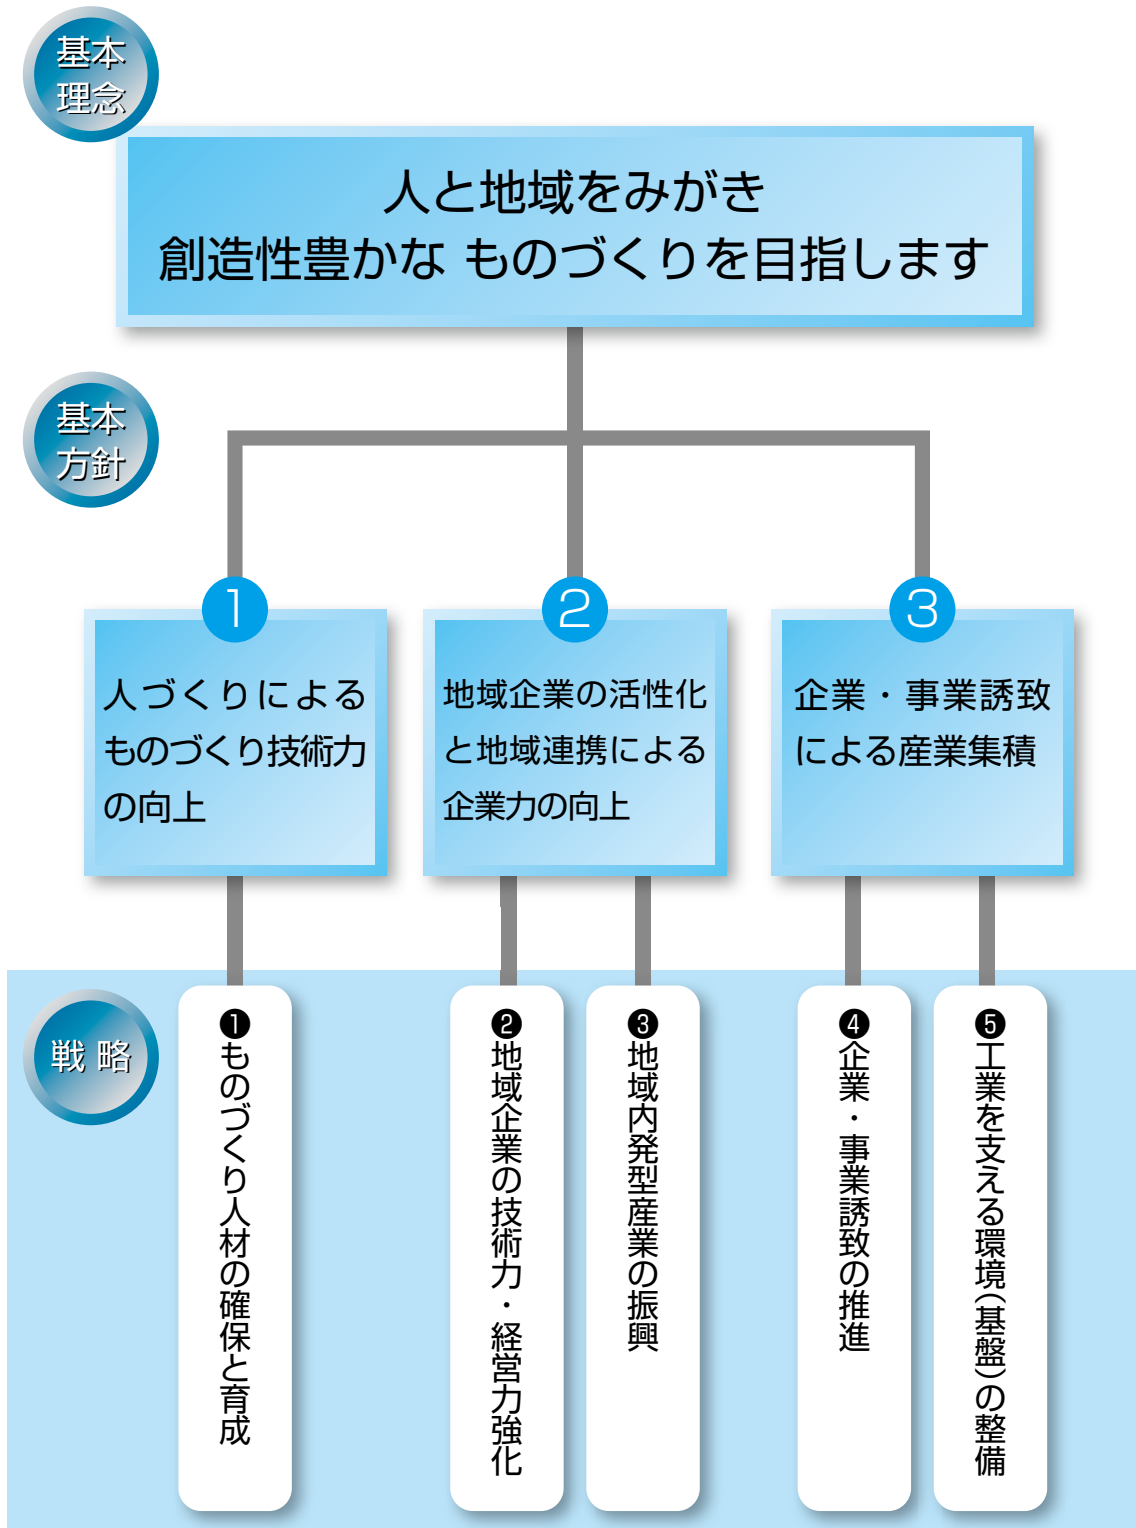 基本
理念
人と地域をみがき
創造性豊かな ものづくりを目指します
基本
方針
1
人づくりによる
ものづくり技術力
の向上
2
地域企業の活性化
と地域連携による
企業力の向上
3
企業・事業誘致
による産業集積
戦略
❶ものづくり人材の確保と育成
❷地域企業の技術力・経営力強化
❸地域内発型産業の振興
❹企業・事業誘致の推進
❺工業を支える環境(基盤)の整備